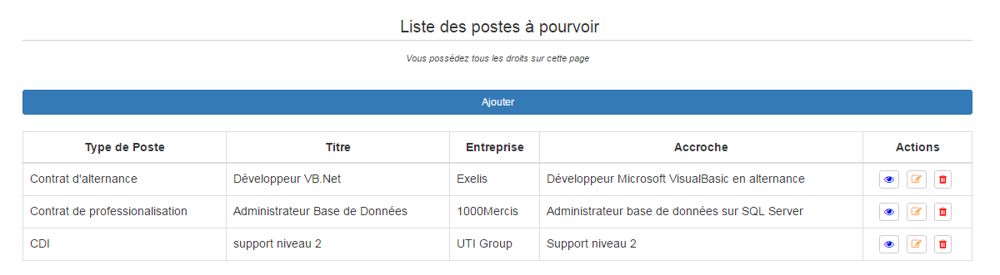 Liste des postes à pourvoir
Vous possédez tous les droits sur cette page
Ajouter
Type de Poste Titre Entreprise Accroche Actions
Contrat d'alternance Développeur VB.Net Exelis Développeur Microsoft VisualBasic en alternance
Contrat de professionalisation Administrateur Base de Données 1000Mercis Administrateur base de données sur SQL Server
CDI support niveau 2 UTI Group Support niveau 2